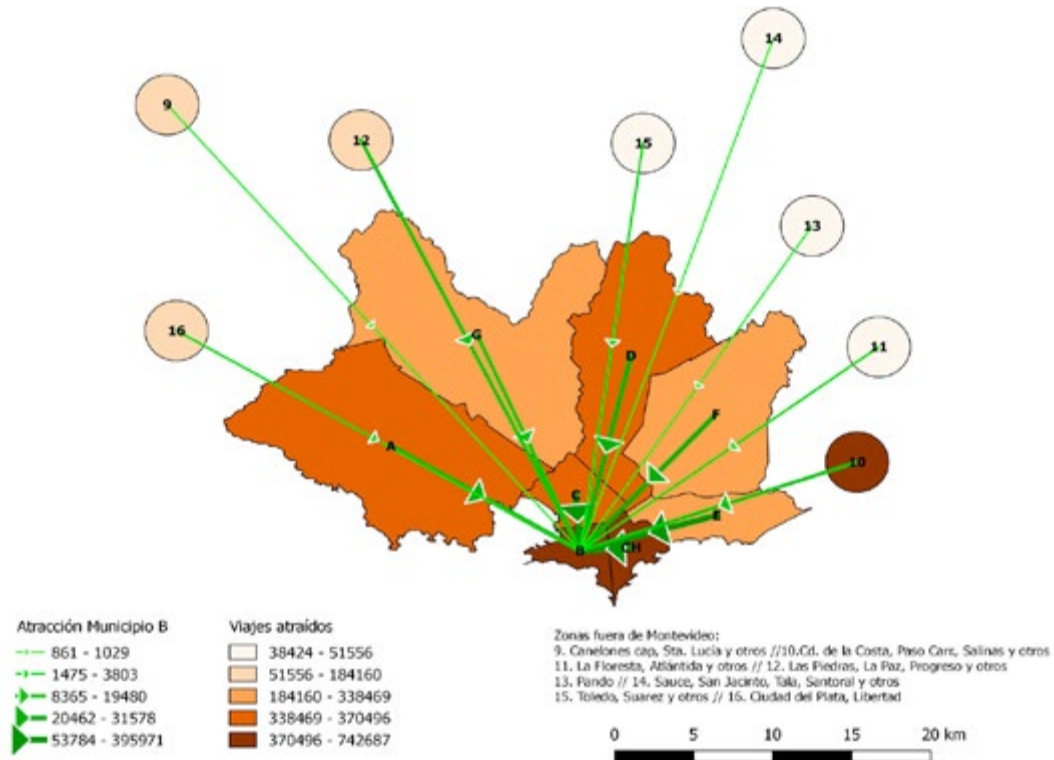 14
9
12
15
13
16
G
11
D
F
A
10
C
E
B
CH
Atracción Municipio B
861 - 1029
1475 - 3803
8365 - 19480
20462 - 31578
53784 - 395971
Viajes atraídos
38424 - 51556
51556 - 184160
184160 - 338469
338469 - 370496
370496 - 742687
Zonas fuera de Montevideo:
9. Canelones cap, Sta. Lucía y otros //10.Cd. de la Costa, Paso Carc, Salinas y otros
11. La Floresta, Atlántida y otros // 12. Las Piedras, La Paz, Progreso y otros
13. Pando // 14. Sauce, San Jacinto, Tala, Santoral y otros
15. Toledo, Suarez y otros // 16. Ciudad del Plata, Libertad
0 5 10 15 20 km